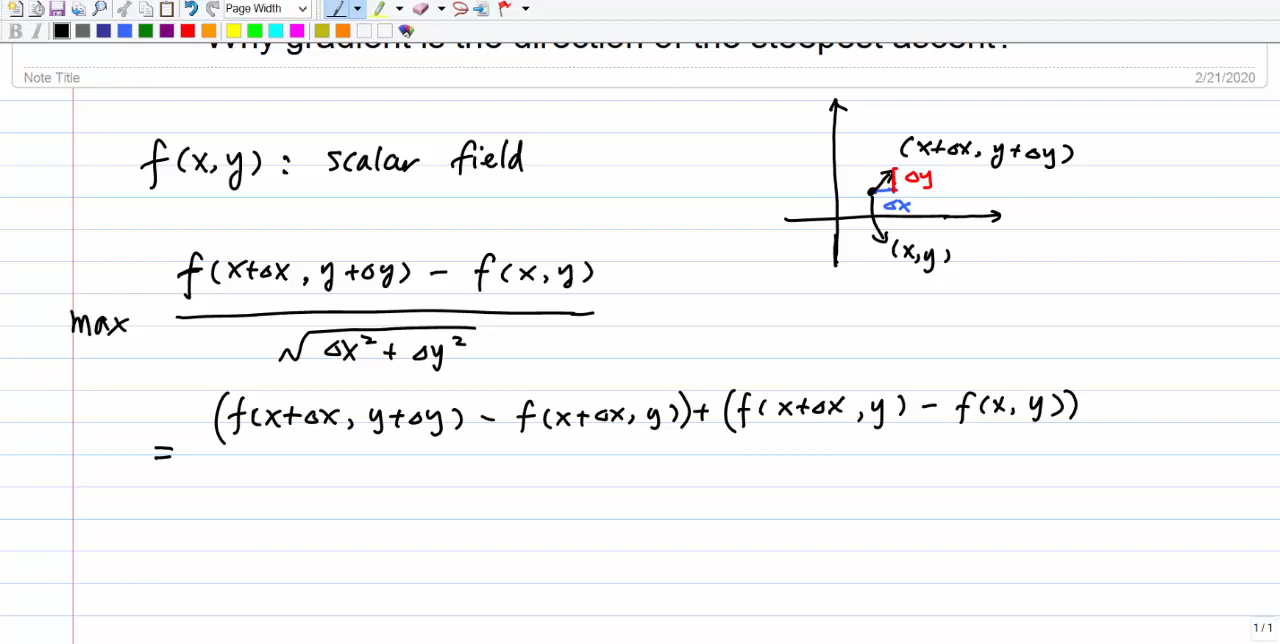 Page Width
B I
Why gradient is the direction of the steepest ascent?
Note Title
2/21/2020
f(x,y) : scalar field
(x+Δx, y+Δy)
Δy
Δx
(x,y)
max f(x+Δx, y+Δy) - f(x,y)
√Δx² + Δy²
= (f(x+Δx, y+Δy) - f(x+Δx, y)) + (f(x+Δx, y) - f(x, y))
1 / 1